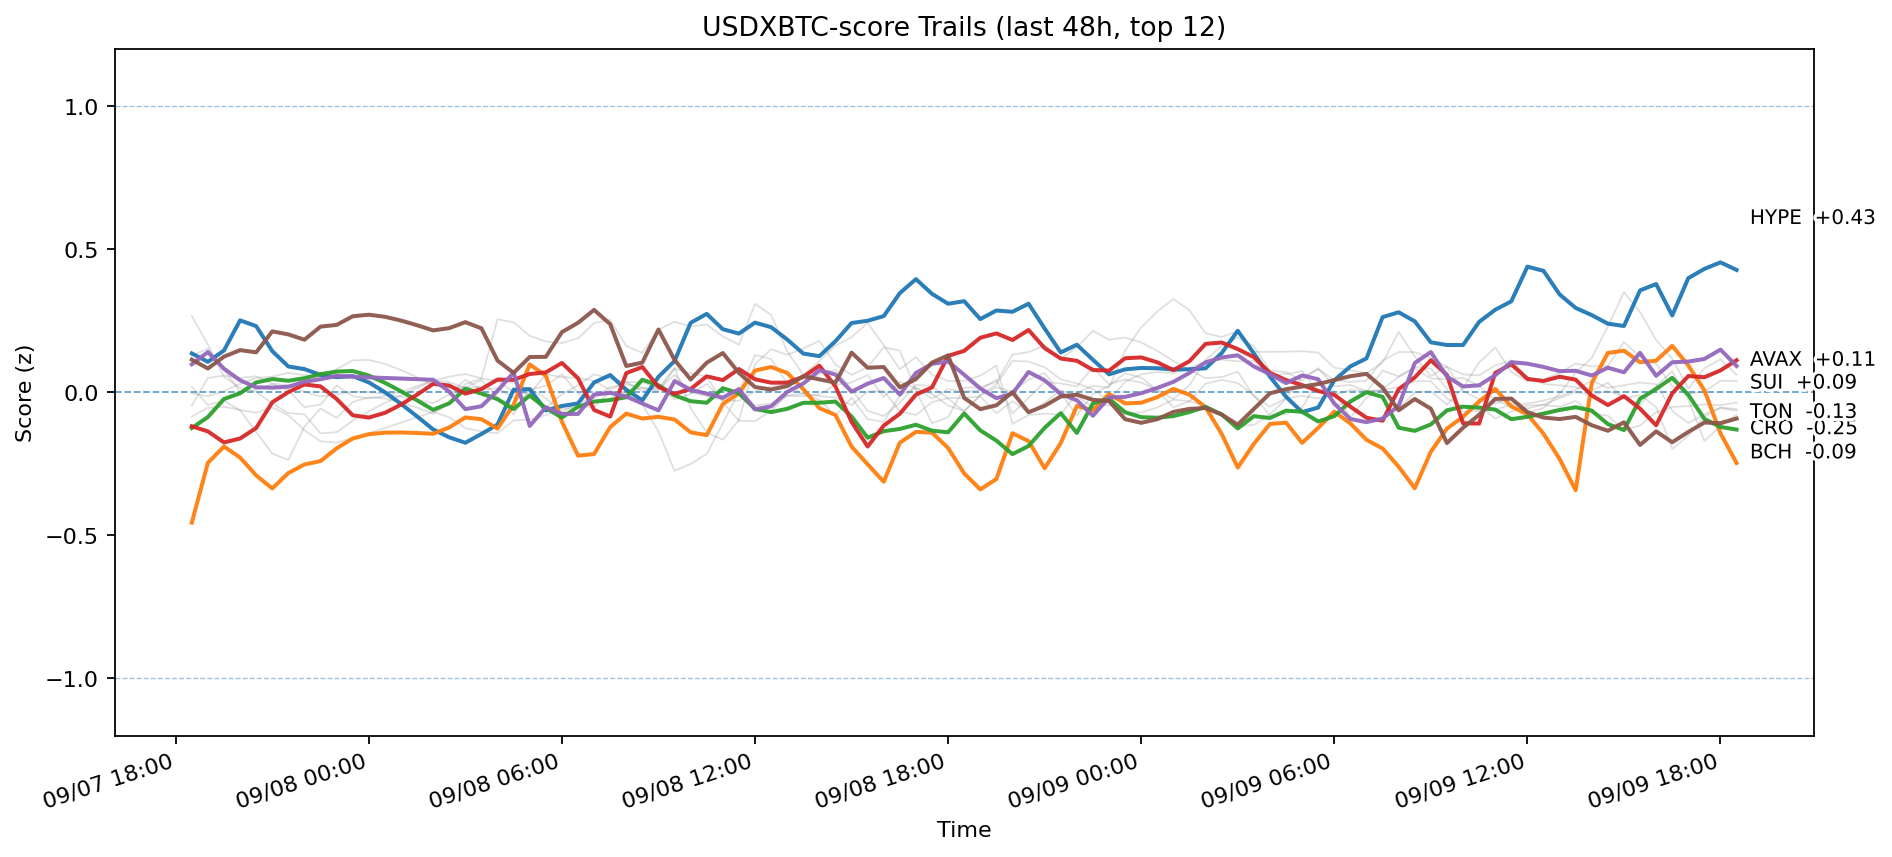 USDXBTC-score Trails (last 48h, top 12)
Score (z)
1.0
0.5
0.0
−0.5
−1.0
HYPE +0.43
AVAX +0.11
SUI +0.09
TON -0.13
CRO -0.25
BCH -0.09
09/07 18:00
09/08 00:00
09/08 06:00
09/08 12:00
09/08 18:00
09/09 00:00
09/09 06:00
09/09 12:00
09/09 18:00
Time